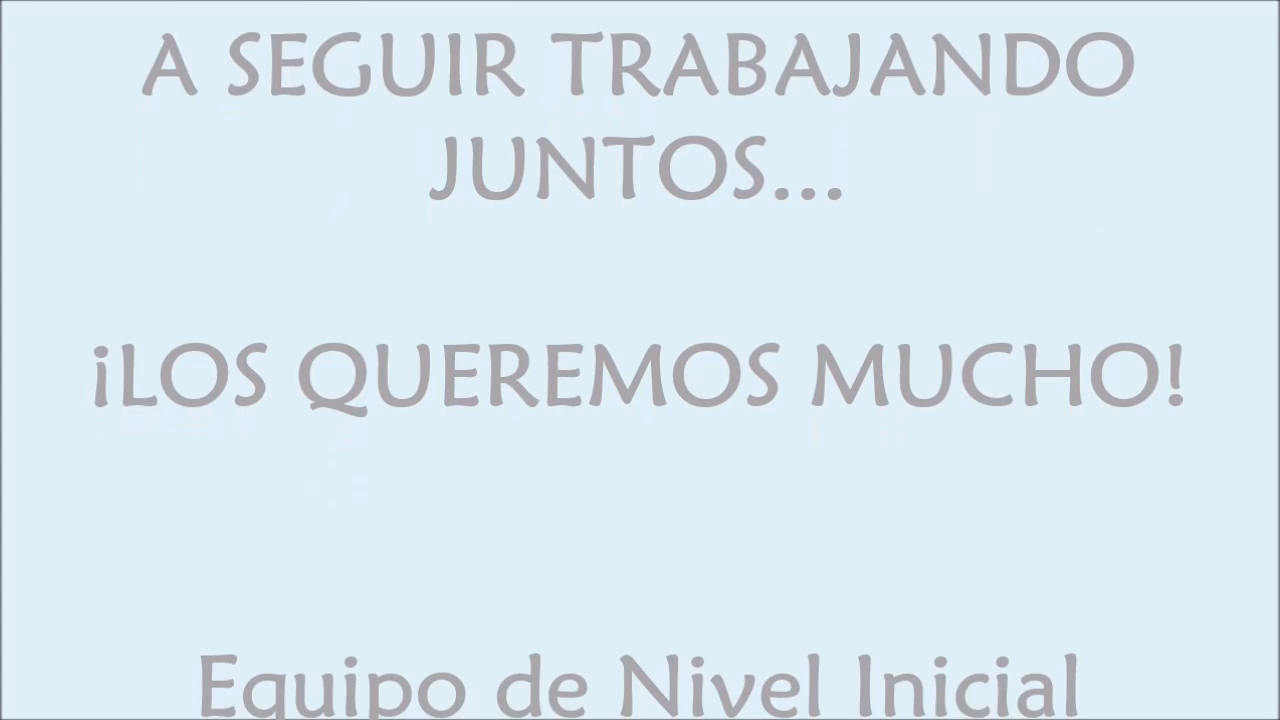 A SEGUIR TRABAJANDO
JUNTOS...
¡LOS QUEREMOS MUCHO!
Equipo de Nivel Inicial